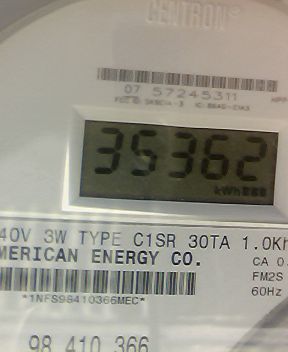 CENTRON®
07 57245311
35362
kWh
40V 3W TYPE C1SR 30TA 1.0Kh
MERICAN ENERGY CO.
CA 0.
FM2S
60Hz
*1NFS98410366MEC*
98 410 366